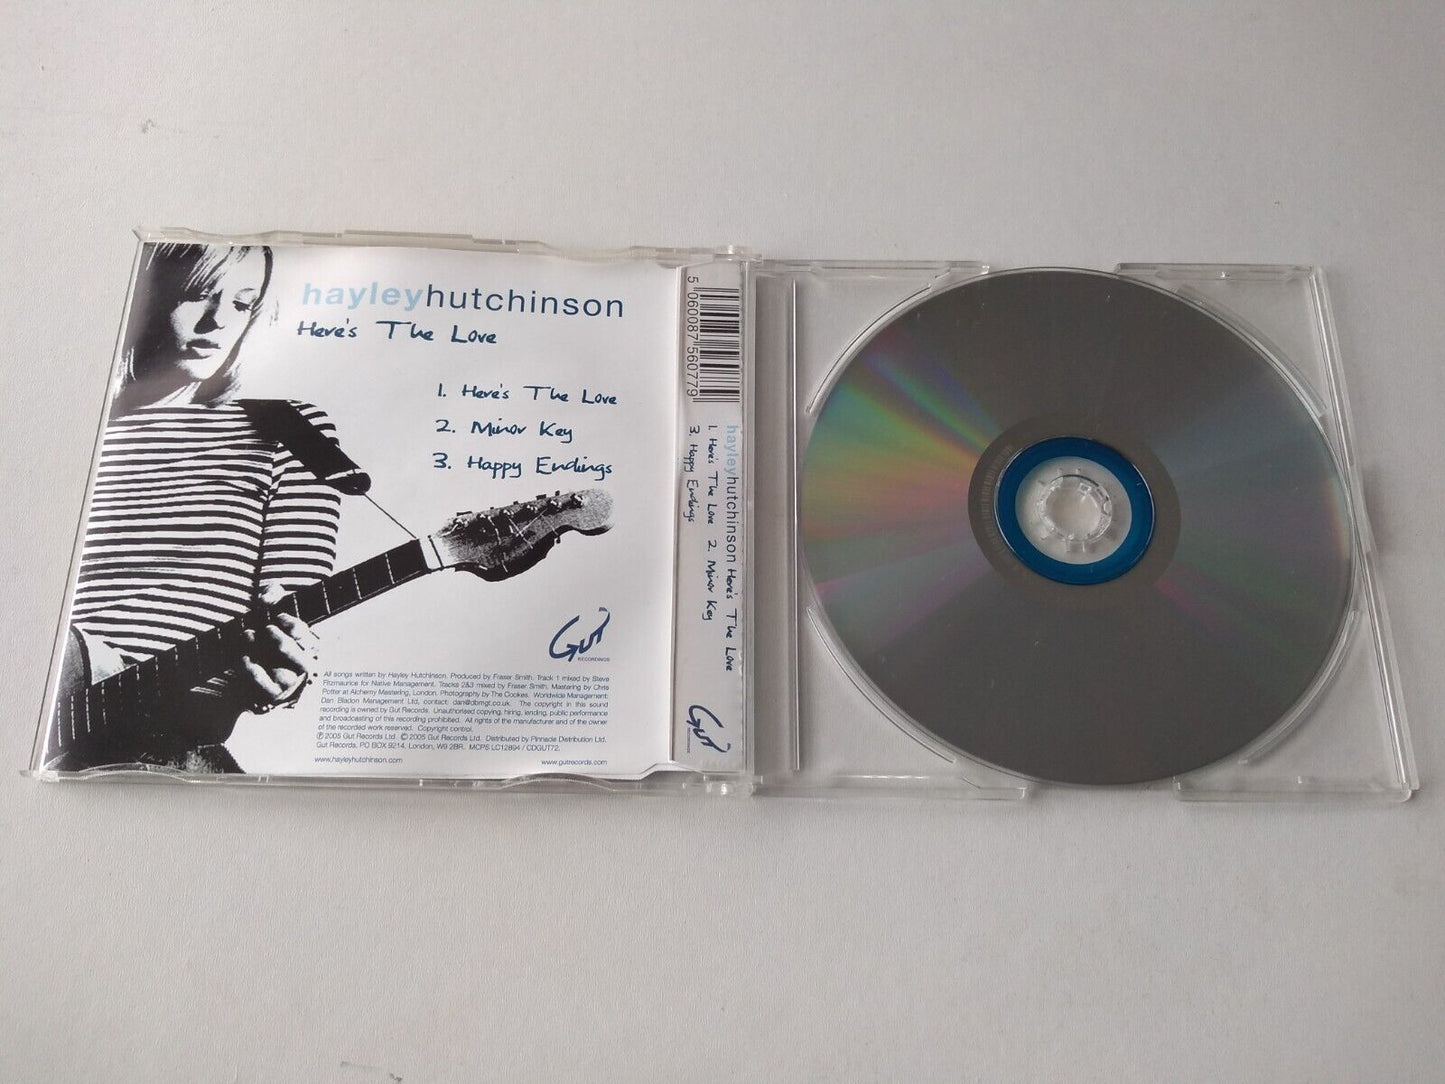 hayleyhutchinson
Here's The Love
1. Here's The Love
2. Minor Key
3. Happy Endings
Gut
RECORDINGS
All songs written by Hayley Hutchinson. Produced by Fraser Smith. Track 1 mixed by Steve
Fitzmaurice for Native Management. Tracks 2&3 mixed by Fraser Smith. Mastering by Chris
Potter at Alchemy Mastering, London. Photography by The Cookes. Worldwide Management:
Dan Bladon Management Ltd, contact: dan@dbmgt.co.uk. The copyright in this sound
recording is owned by Gut Records. Unauthorised copying, hiring, lending, public performance
and broadcasting of this recording prohibited. All rights of the manufacturer and of the owner
of the recorded work reserved. Copyright control.
℗ 2005 Gut Records Ltd. © 2005 Gut Records Ltd. Distributed by Pinnacle Distribution Ltd.
Gut Records, PO BOX 9214, London, W9 2BR. MCPS LC12894 / CDGUT72.
www.hayleyhutchinson.com www.gutrecords.com
5 060087 560779
hayleyhutchinson Here's The Love
1. Here's The Love 2. Minor Key
3. Happy Endings
Gut
RECORDINGS